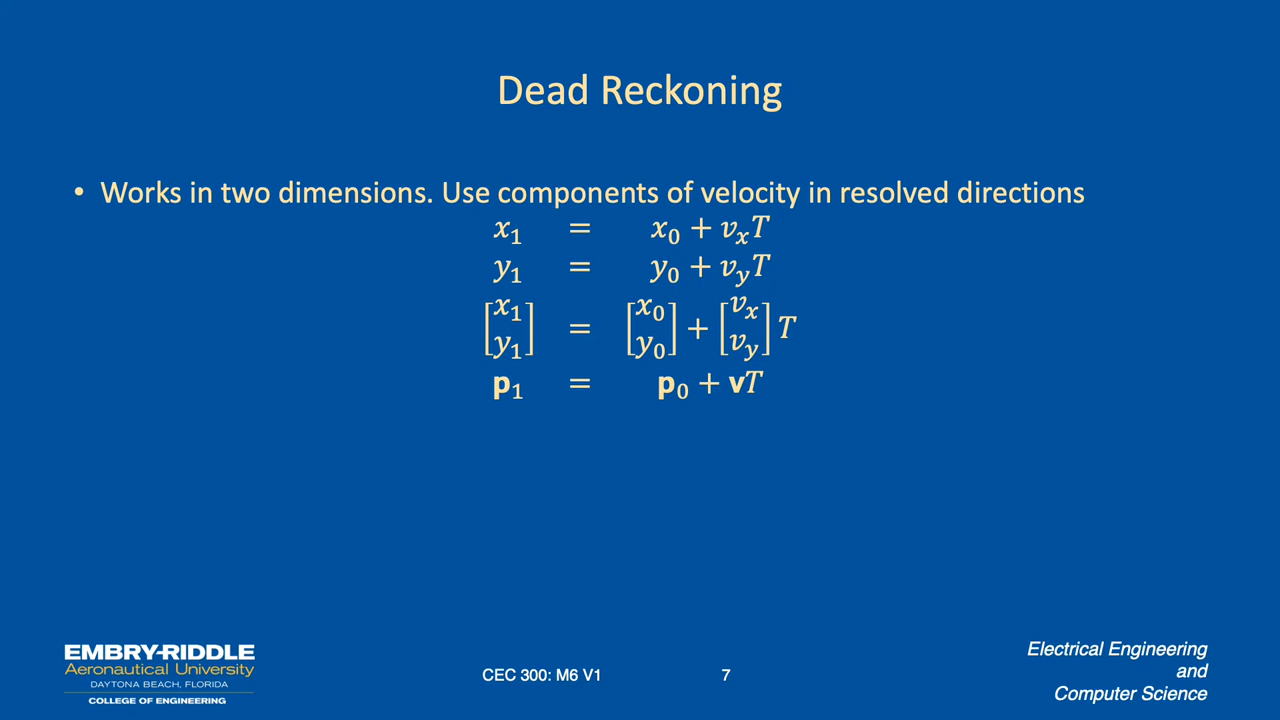 Dead Reckoning
• Works in two dimensions. Use components of velocity in resolved directions
x₁ = x₀ + vₓT
y₁ = y₀ + v_yT
[x₁ y₁] = [x₀ y₀] + [vₓ v_y] T
p₁ = p₀ + vT
EMBRY-RIDDLE
Aeronautical University
DAYTONA BEACH, FLORIDA
COLLEGE OF ENGINEERING
CEC 300: M6 V1
7
Electrical Engineering
and
Computer Science